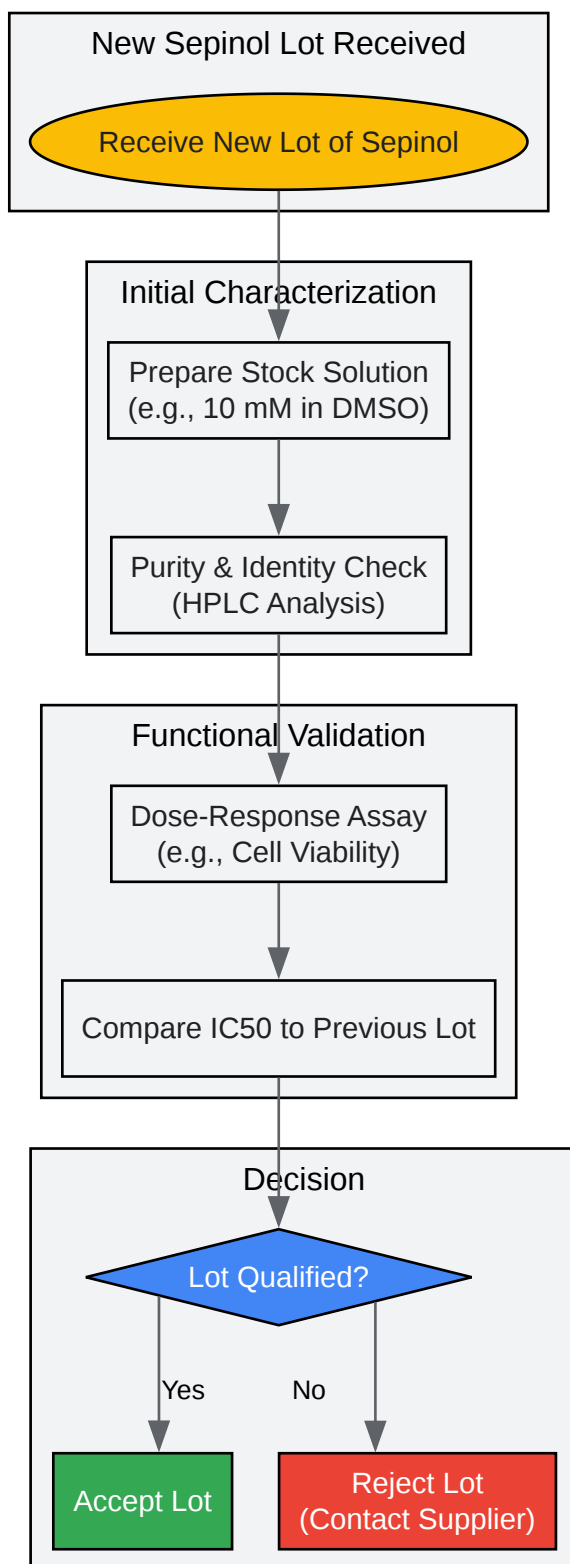 New Sepinol Lot Received
Receive New Lot of Sepinol
Initial Characterization
Prepare Stock Solution
(e.g., 10 mM in DMSO)
Purity & Identity Check
(HPLC Analysis)
Functional Validation
Dose-Response Assay
(e.g., Cell Viability)
Compare IC50 to Previous Lot
Decision
Lot Qualified?
Yes
No
Accept Lot
Reject Lot
(Contact Supplier)